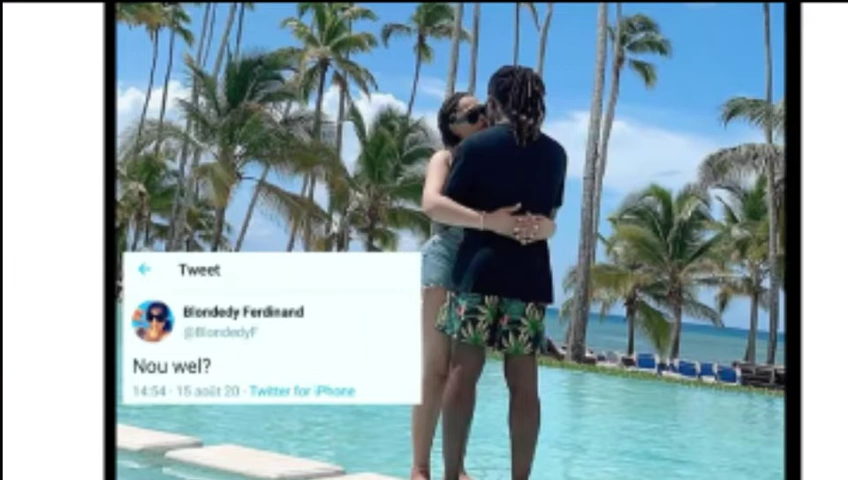 Tweet
Blondedy Ferdinand
@BlondedyF
Nou wel?
14:54 · 15 août 20 · Twitter for iPhone